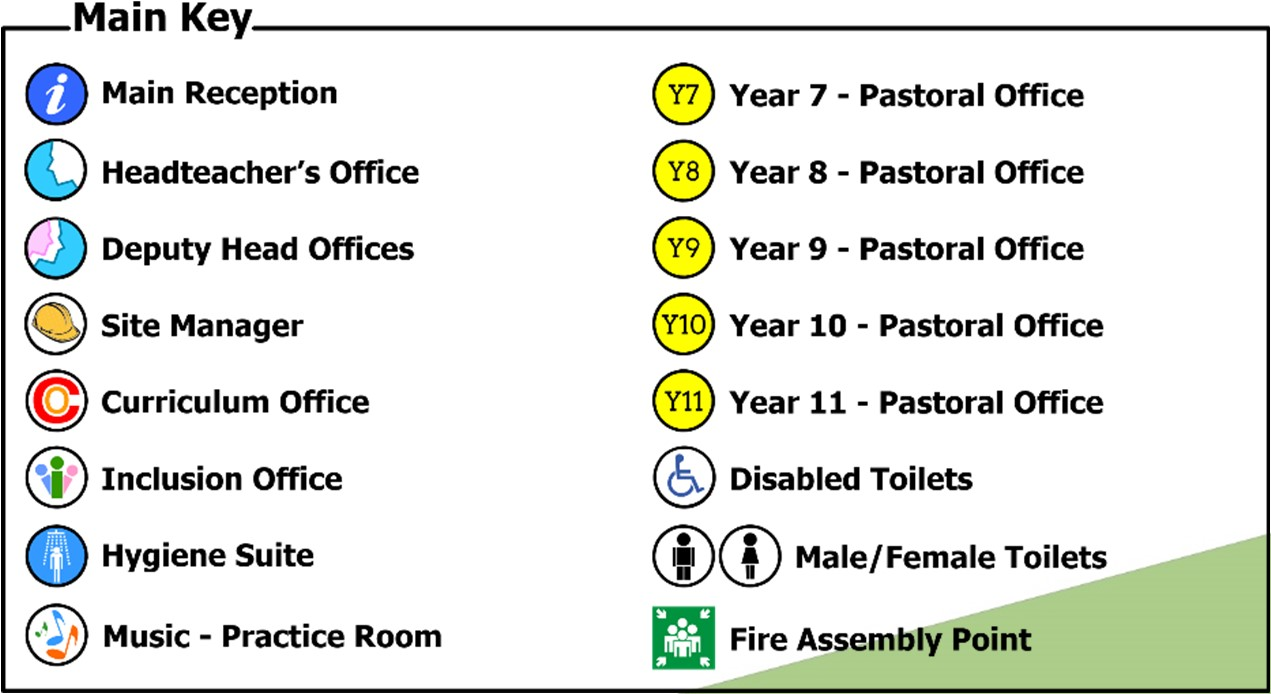 Main Key
Main Reception
Headteacher’s Office
Deputy Head Offices
Site Manager
Curriculum Office
Inclusion Office
Hygiene Suite
Music - Practice Room
Y7 Year 7 - Pastoral Office
Y8 Year 8 - Pastoral Office
Y9 Year 9 - Pastoral Office
Y10 Year 10 - Pastoral Office
Y11 Year 11 - Pastoral Office
Disabled Toilets
Male/Female Toilets
Fire Assembly Point